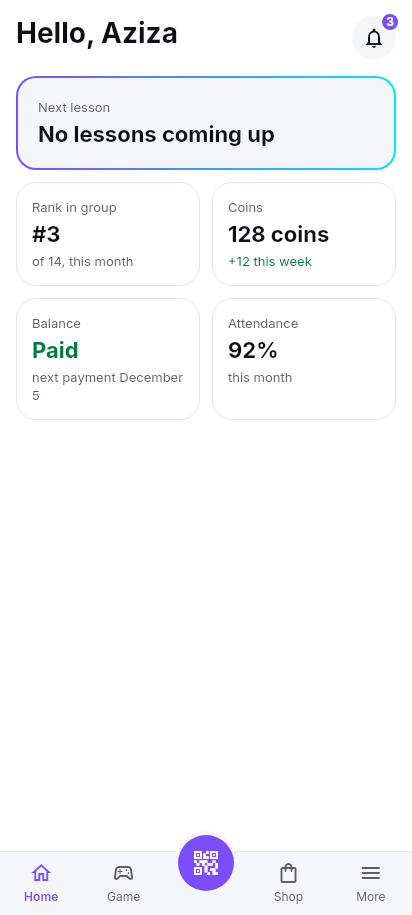 Hello, Aziza
3
Next lesson
No lessons coming up
Rank in group
#3
of 14, this month
Coins
128 coins
+12 this week
Balance
Paid
next payment December
5
Attendance
92%
this month
Home
Game
Shop
More